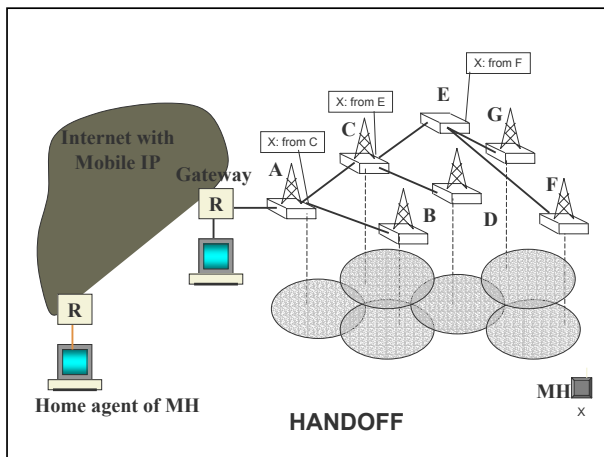 X: from F
X: from E
E
G
Internet with
Mobile IP
X: from C
C
Gateway
A
F
R
B
D
R
MH
X
Home agent of MH
HANDOFF